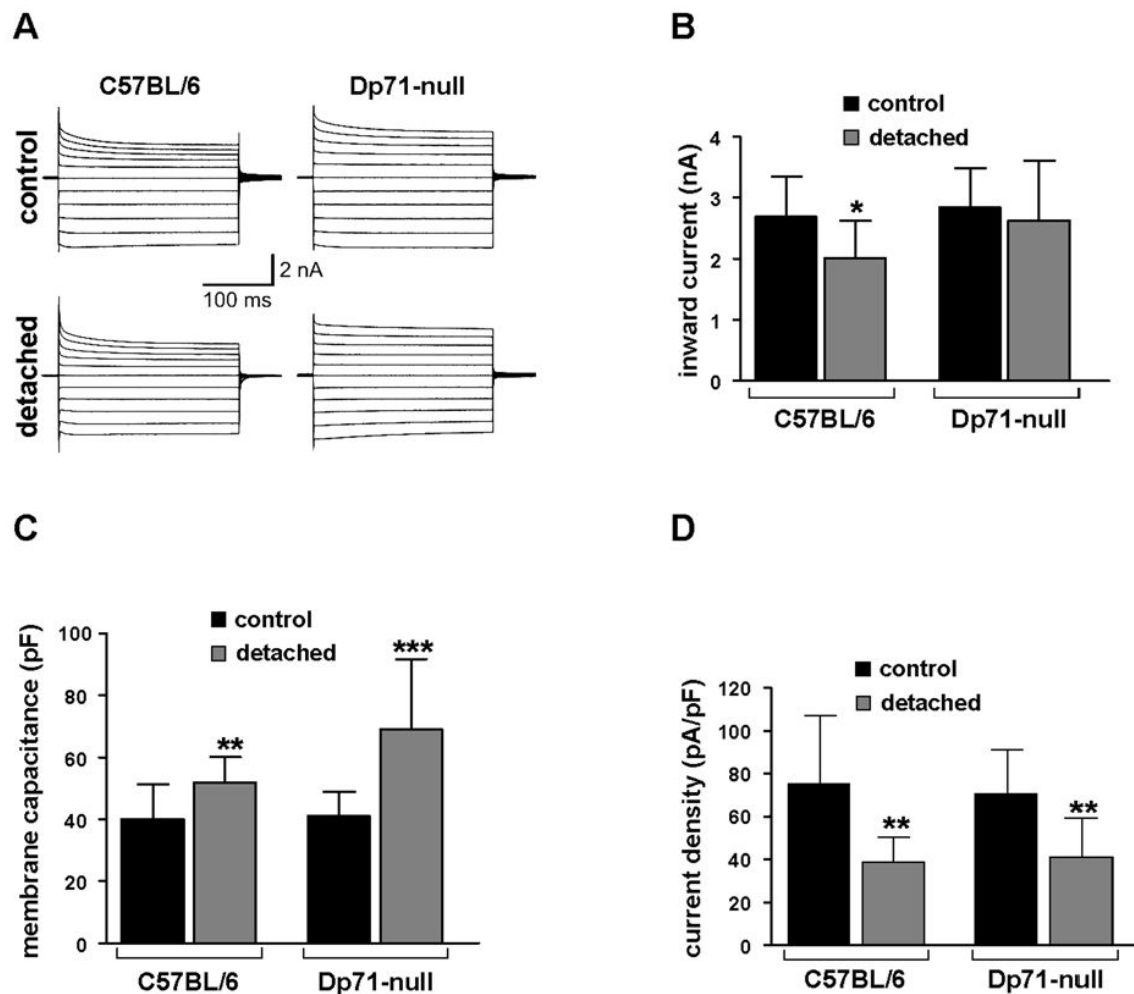 A
C57BL/6 Dp71-null
control
2 nA
100 ms
detached
B
control
detached
inward current (nA)
4
3
2
1
0
*
C57BL/6 Dp71-null
C
control
detached
membrane capacitance (pF)
100
80
60
40
20
0
**
***
C57BL/6 Dp71-null
D
control
detached
current density (pA/pF)
120
100
80
60
40
20
0
**
**
C57BL/6 Dp71-null